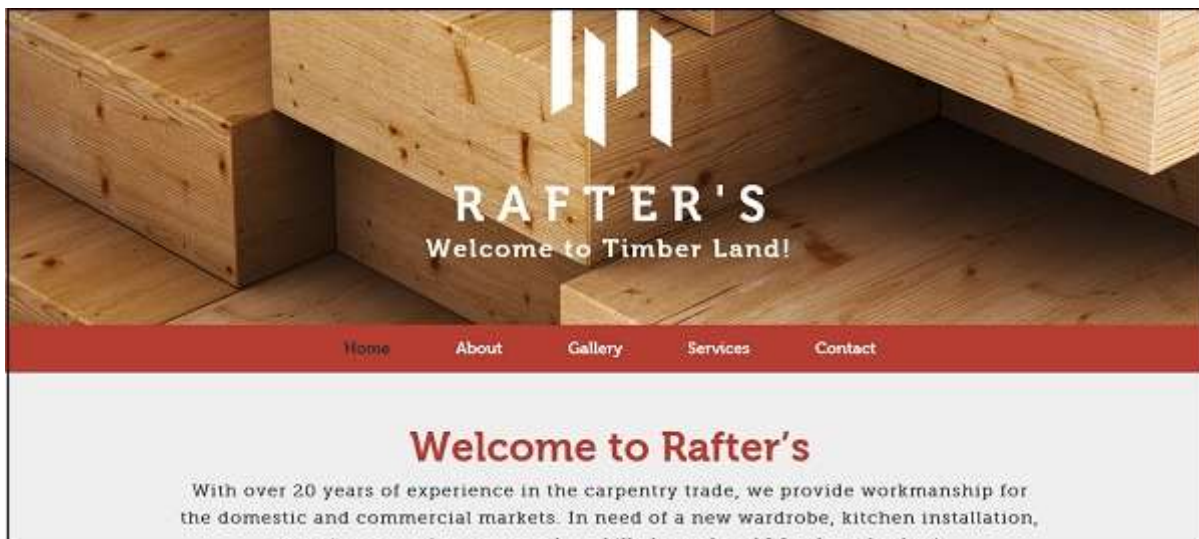 RAFTER'S
Welcome to Timber Land!
Home About Gallery Services Contact
Welcome to Rafter's
With over 20 years of experience in the carpentry trade, we provide workmanship for
the domestic and commercial markets. In need of a new wardrobe, kitchen installation,